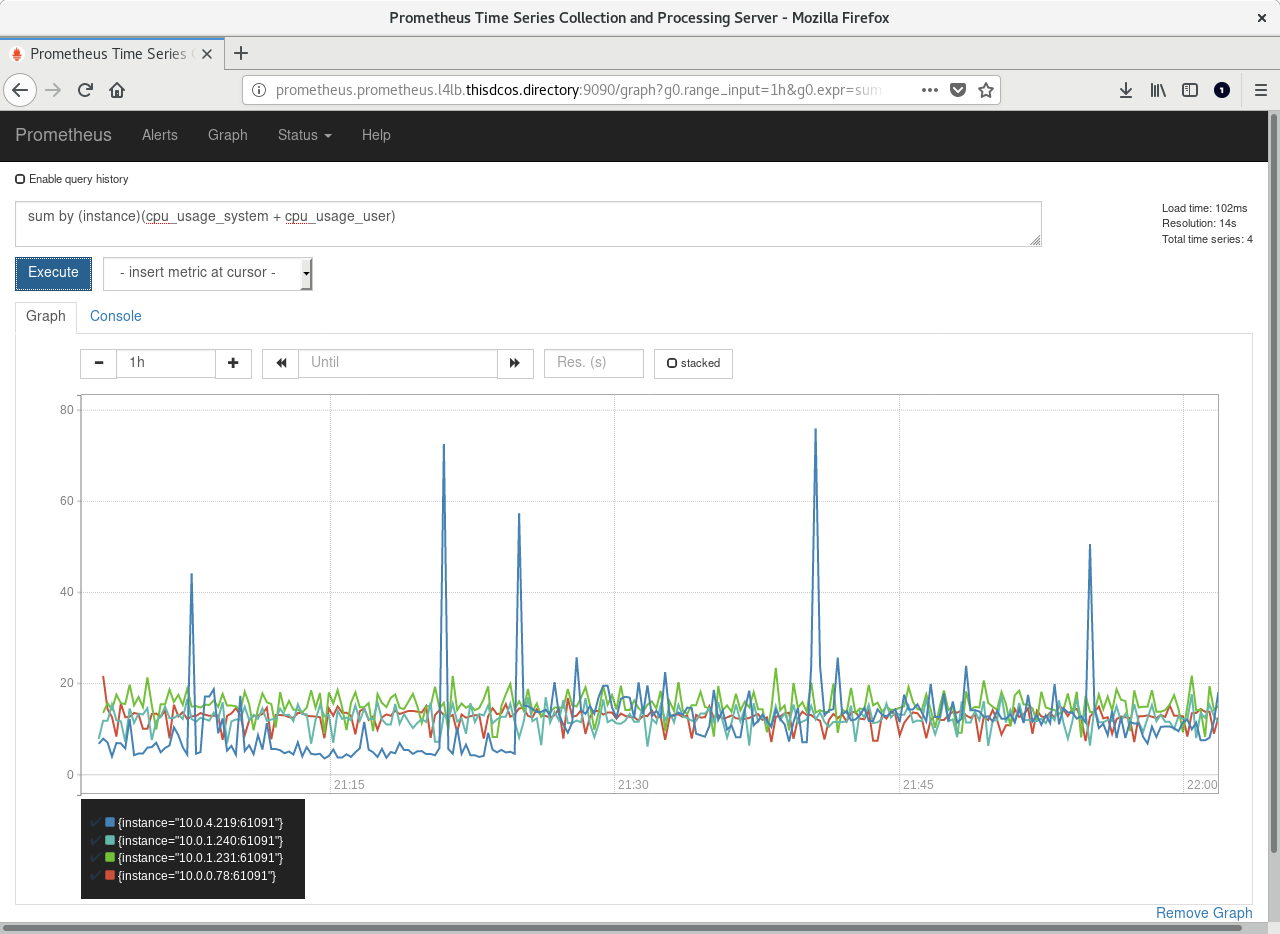 Prometheus Time Series Collection and Processing Server - Mozilla Firefox
Prometheus Time Series
prometheus.prometheus.l4lb.thisdcos.directory:9090/graph?g0.range_input=1h&g0.expr=sum
1
Prometheus Alerts Graph Status Help
Enable query history
sum by (instance)(cpu_usage_system + cpu_usage_user)
Load time: 102ms
Resolution: 14s
Total time series: 4
Execute - insert metric at cursor -
Graph Console
1h Until Res. (s) stacked
80
60
40
20
0
21:15 21:30 21:45 22:00
{instance="10.0.4.219:61091"}
{instance="10.0.1.240:61091"}
{instance="10.0.1.231:61091"}
{instance="10.0.0.78:61091"}
Remove Graph